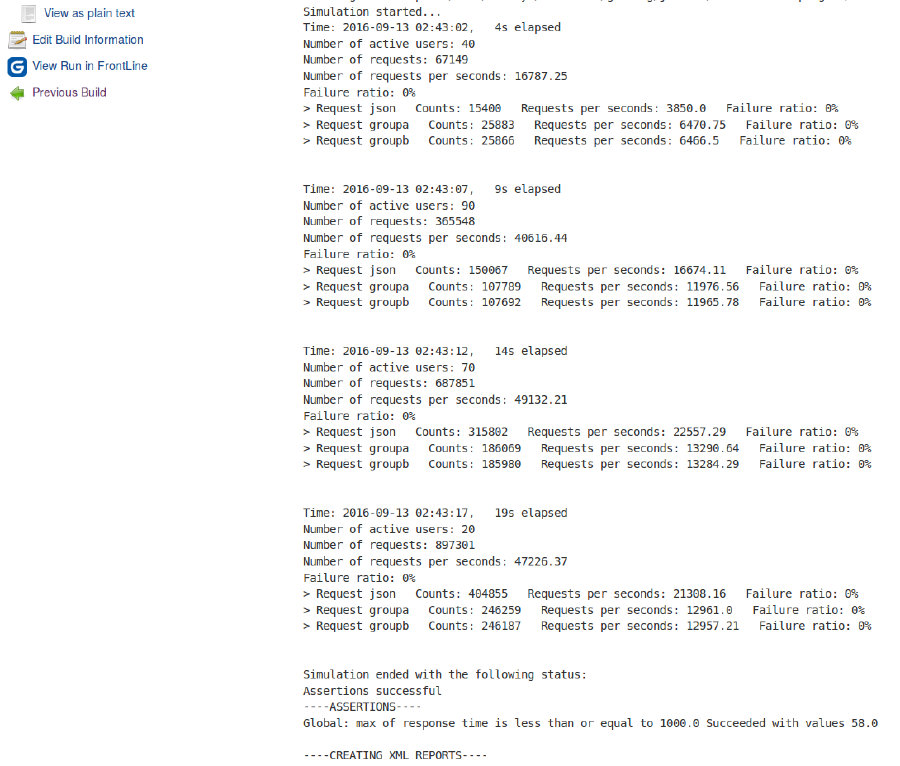 View as plain text
Edit Build Information
View Run in FrontLine
Previous Build
Simulation started...
Time: 2016-09-13 02:43:02,   4s elapsed
Number of active users: 40
Number of requests: 67149
Number of requests per seconds: 16787.25
Failure ratio: 0%
> Request json   Counts: 15400   Requests per seconds: 3850.0   Failure ratio: 0%
> Request groupa   Counts: 25883   Requests per seconds: 6470.75   Failure ratio: 0%
> Request groupb   Counts: 25866   Requests per seconds: 6466.5   Failure ratio: 0%
Time: 2016-09-13 02:43:07,   9s elapsed
Number of active users: 90
Number of requests: 365548
Number of requests per seconds: 40616.44
Failure ratio: 0%
> Request json   Counts: 150067   Requests per seconds: 16674.11   Failure ratio: 0%
> Request groupa   Counts: 107789   Requests per seconds: 11976.56   Failure ratio: 0%
> Request groupb   Counts: 107692   Requests per seconds: 11965.78   Failure ratio: 0%
Time: 2016-09-13 02:43:12,   14s elapsed
Number of active users: 70
Number of requests: 687851
Number of requests per seconds: 49132.21
Failure ratio: 0%
> Request json   Counts: 315802   Requests per seconds: 22557.29   Failure ratio: 0%
> Request groupa   Counts: 186069   Requests per seconds: 13290.64   Failure ratio: 0%
> Request groupb   Counts: 185980   Requests per seconds: 13284.29   Failure ratio: 0%
Time: 2016-09-13 02:43:17,   19s elapsed
Number of active users: 20
Number of requests: 897301
Number of requests per seconds: 47226.37
Failure ratio: 0%
> Request json   Counts: 404855   Requests per seconds: 21308.16   Failure ratio: 0%
> Request groupa   Counts: 246259   Requests per seconds: 12961.0   Failure ratio: 0%
> Request groupb   Counts: 246187   Requests per seconds: 12957.21   Failure ratio: 0%
Simulation ended with the following status:
Assertions successful
----ASSERTIONS----
Global: max of response time is less than or equal to 1000.0 Succeeded with values 58.0
----CREATING XML REPORTS----